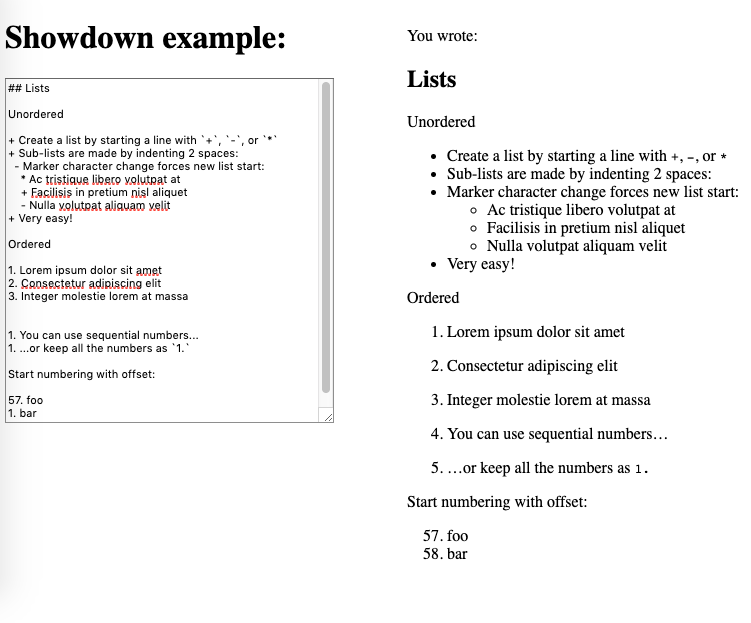 Showdown example:
## Lists
Unordered
+ Create a list by starting a line with `+`, `-`, or `*`
+ Sub-lists are made by indenting 2 spaces:
- Marker character change forces new list start:
* Ac tristique libero volutpat at
+ Facilisis in pretium nisl aliquet
- Nulla volutpat aliquam velit
+ Very easy!
Ordered
1. Lorem ipsum dolor sit amet
2. Consectetur adipiscing elit
3. Integer molestie lorem at massa
1. You can use sequential numbers...
1. ...or keep all the numbers as `1.`
Start numbering with offset:
57. foo
1. bar
You wrote:
Lists
Unordered
• Create a list by starting a line with +, -, or *
• Sub-lists are made by indenting 2 spaces:
• Marker character change forces new list start:
◦ Ac tristique libero volutpat at
◦ Facilisis in pretium nisl aliquet
◦ Nulla volutpat aliquam velit
• Very easy!
Ordered
1. Lorem ipsum dolor sit amet
2. Consectetur adipiscing elit
3. Integer molestie lorem at massa
4. You can use sequential numbers…
5. …or keep all the numbers as 1.
Start numbering with offset:
57. foo
58. bar